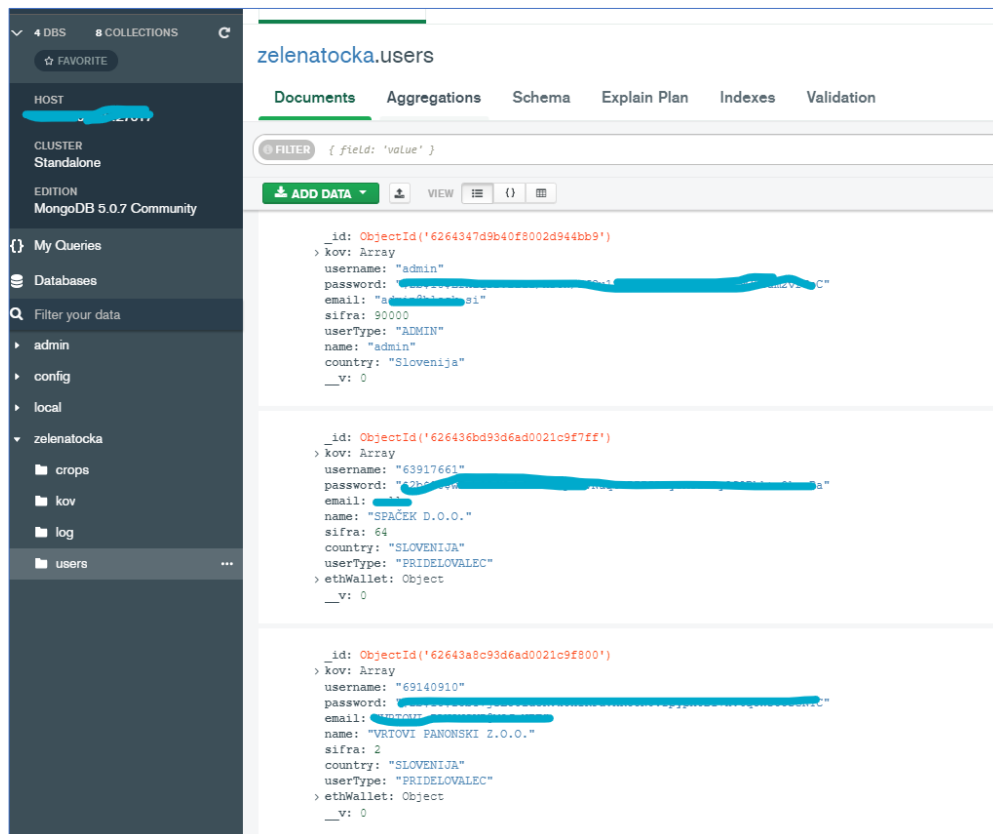 4 DBS 8 COLLECTIONS
FAVORITE
HOST
CLUSTER
Standalone
EDITION
MongoDB 5.0.7 Community
{} My Queries
Databases
Filter your data
admin
config
local
zelenatocka
crops
kov
log
users
zelenatocka.users
Documents Aggregations Schema Explain Plan Indexes Validation
FILTER { field: 'value' }
ADD DATA VIEW {}
_id: ObjectId('6264347d9b40f8002d944bb9')
> kov: Array
username: "admin"
password:
email:
sifra: 90000
userType: "ADMIN"
name: "admin"
country: "Slovenija"
__v: 0
_id: ObjectId('626436bd93d6ad0021c9f7ff')
> kov: Array
username: "63917661"
password:
email:
name: "SPAČEK D.O.O."
sifra: 64
country: "SLOVENIJA"
userType: "PRIDELOVALEC"
> ethWallet: Object
__v: 0
_id: ObjectId('62643a8c93d6ad0021c9f800')
> kov: Array
username: "69140910"
password:
email:
name: "VRTOVI PANONSKI Z.O.O."
sifra: 2
country: "SLOVENIJA"
userType: "PRIDELOVALEC"
> ethWallet: Object
__v: 0